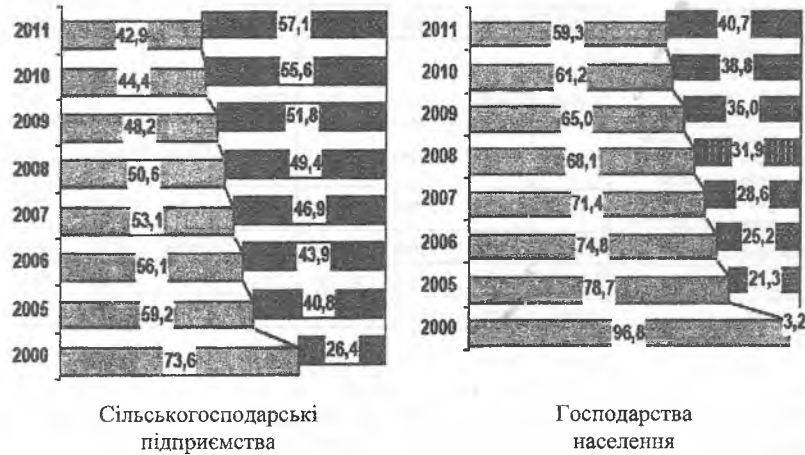 2011 42,9 57,1
2010 44,4 55,6
2009 48,2 51,8
2008 50,6 49,4
2007 53,1 46,9
2006 56,1 43,9
2005 59,2 40,8
2000 73,6 26,4
Сільськогосподарські
підприємства
2011 59,3 40,7
2010 61,2 38,8
2009 65,0 35,0
2008 68,1 31,9
2007 71,4 28,6
2006 74,8 25,2
2005 78,7 21,3
2000 96,8 3,2
Господарства
населення